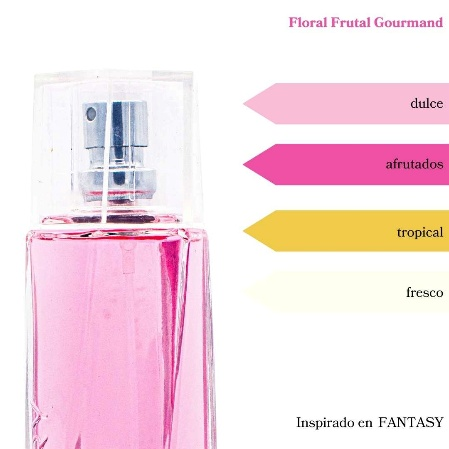 Floral Frutal Gourmand
dulce
afrutados
tropical
fresco
Inspirado en FANTASY